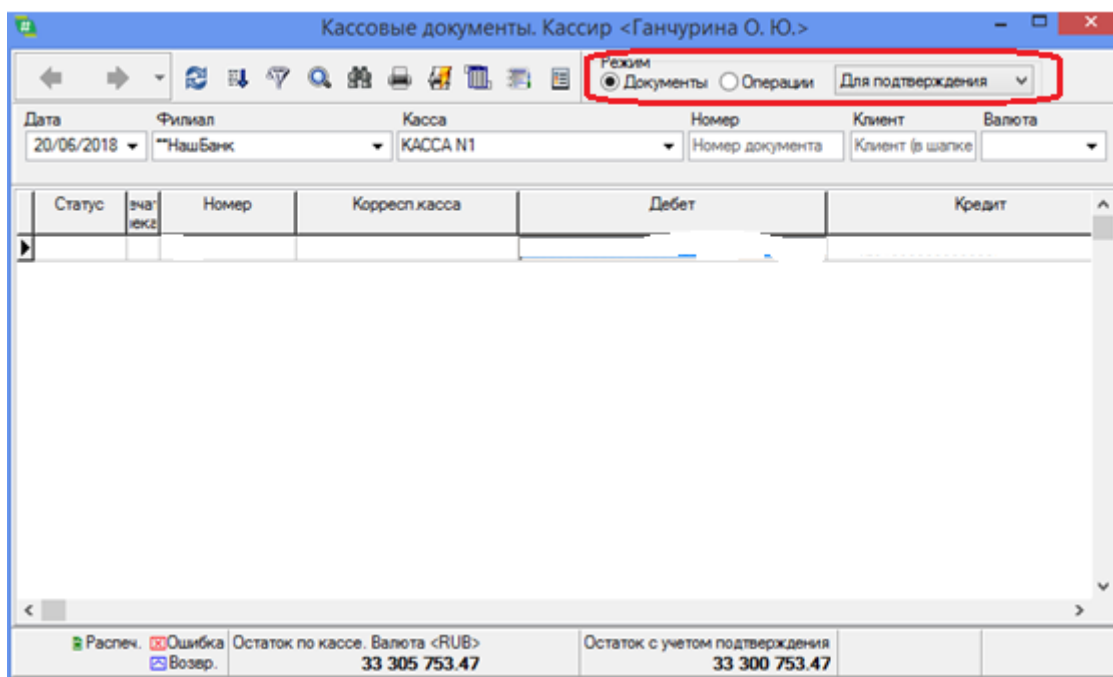 Кассовые документы. Кассир <Ганчурина О. Ю.>
Режим
Документы Операции Для подтверждения
Дата Филиал Касса Номер Клиент Валюта
20/06/2018 **НашБанк КАССА N1 Номер документа Клиент (в шапке
Статус Номер Корресп.касса Дебет Кредит
Распеч. Ошибка Остаток по кассе. Валюта <RUB> Остаток с учетом подтверждения
Возвр. 33 305 753.47 33 300 753.47